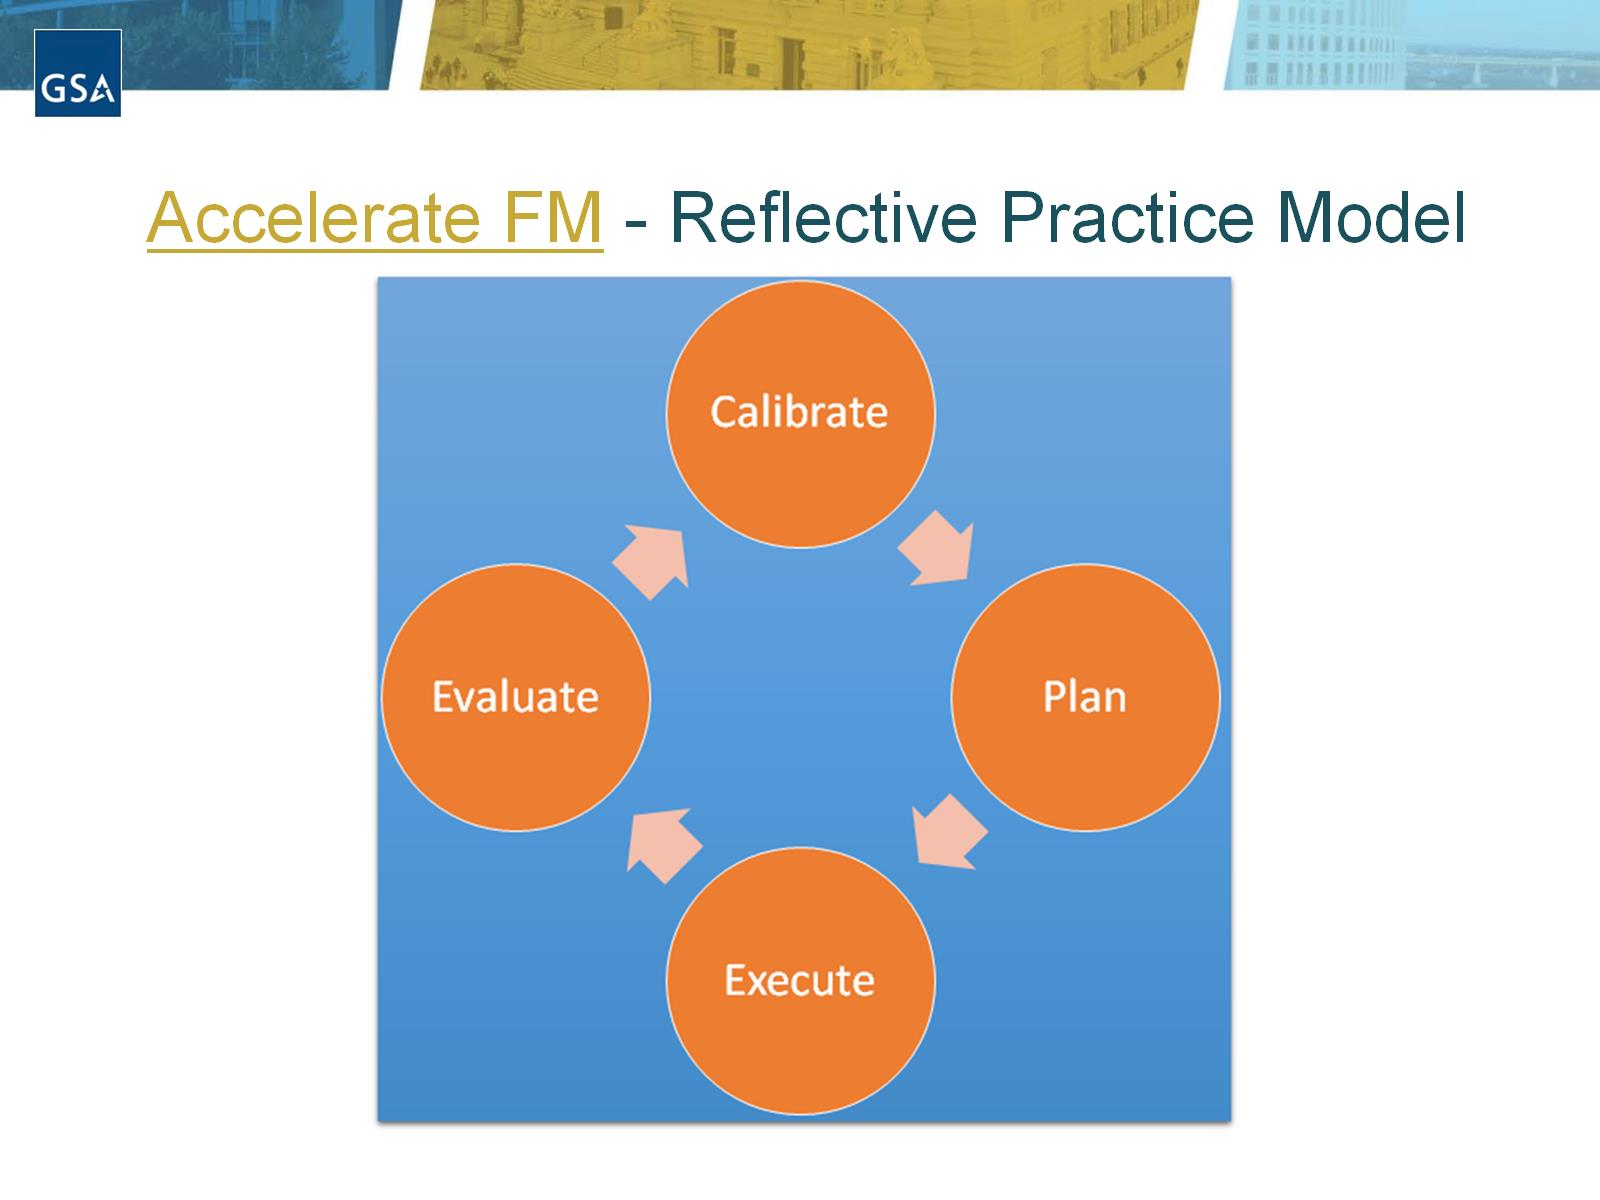 GSA
Accelerate FM - Reflective Practice Model
Calibrate
Plan
Execute
Evaluate